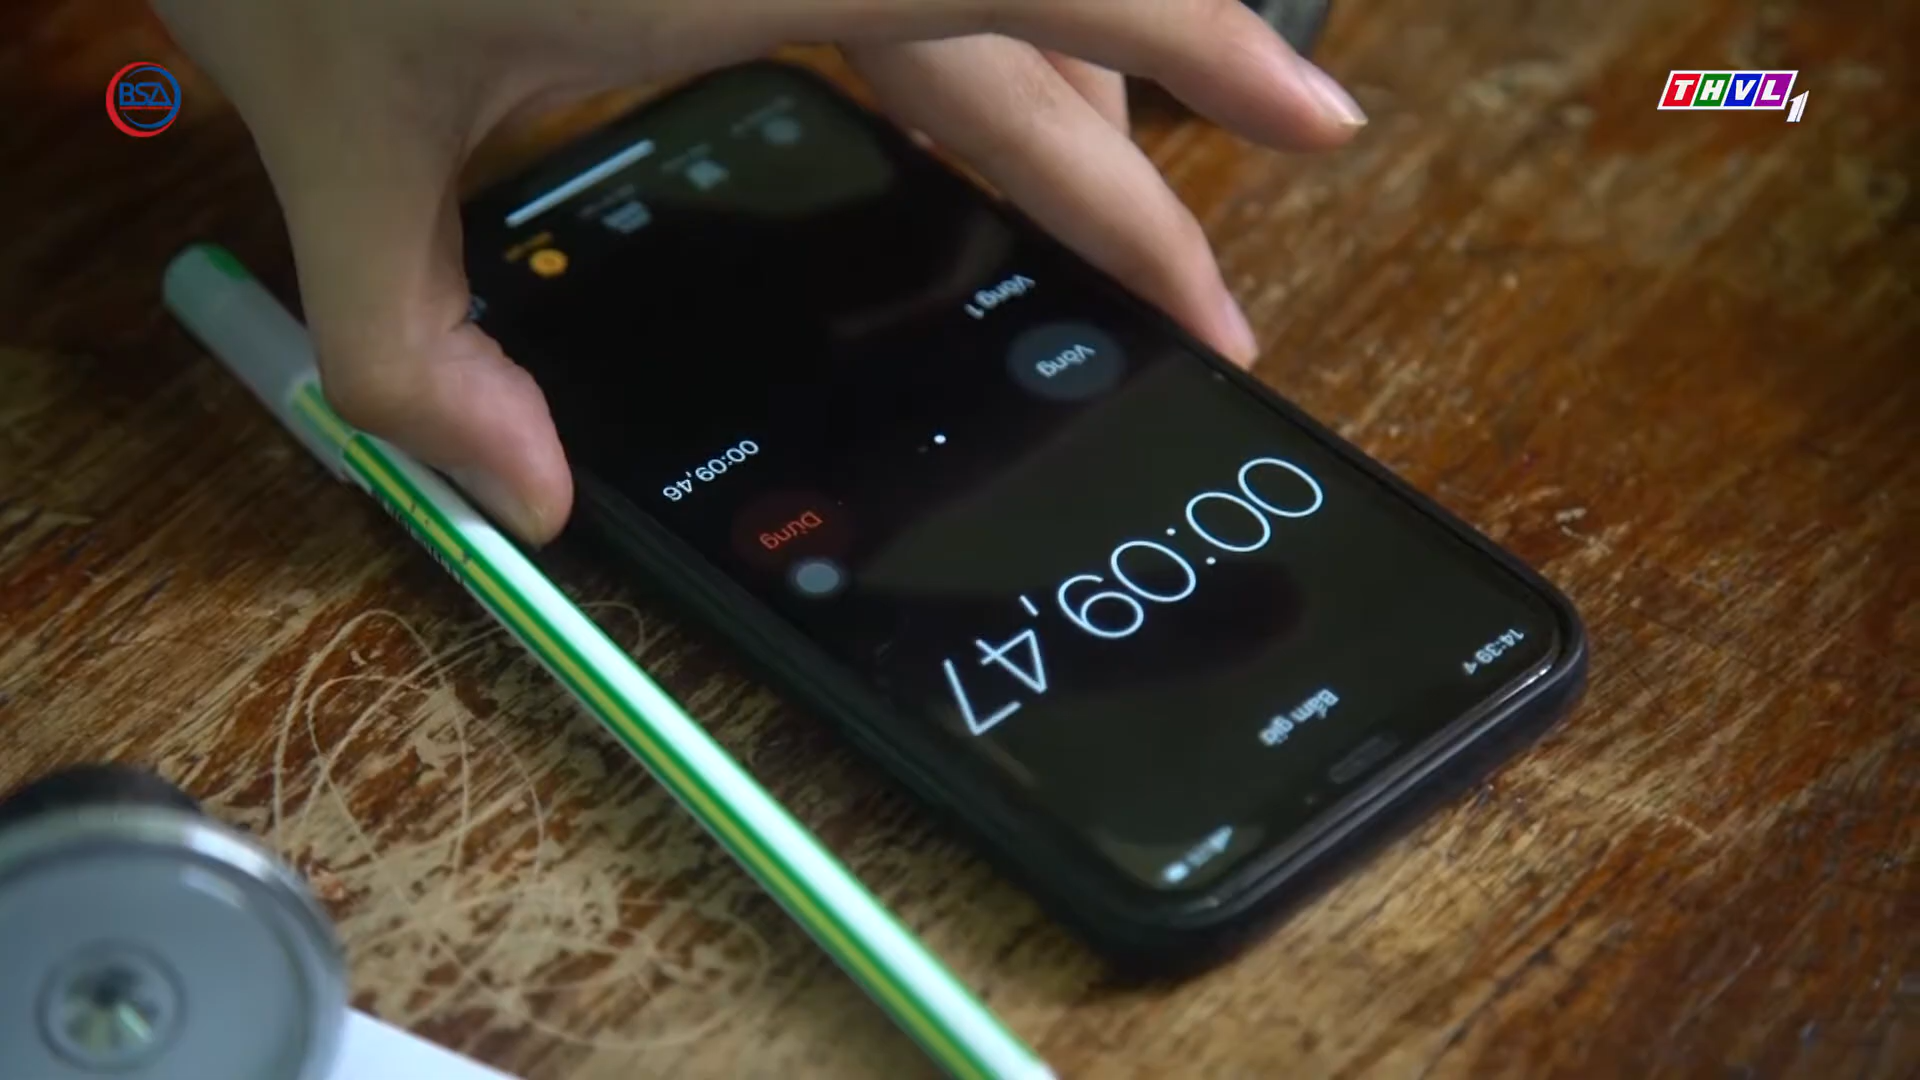 BSA
THVL1
14:39
Bấm giờ
00:09,47
Dừng
Vòng
Vòng 1
00:09,46